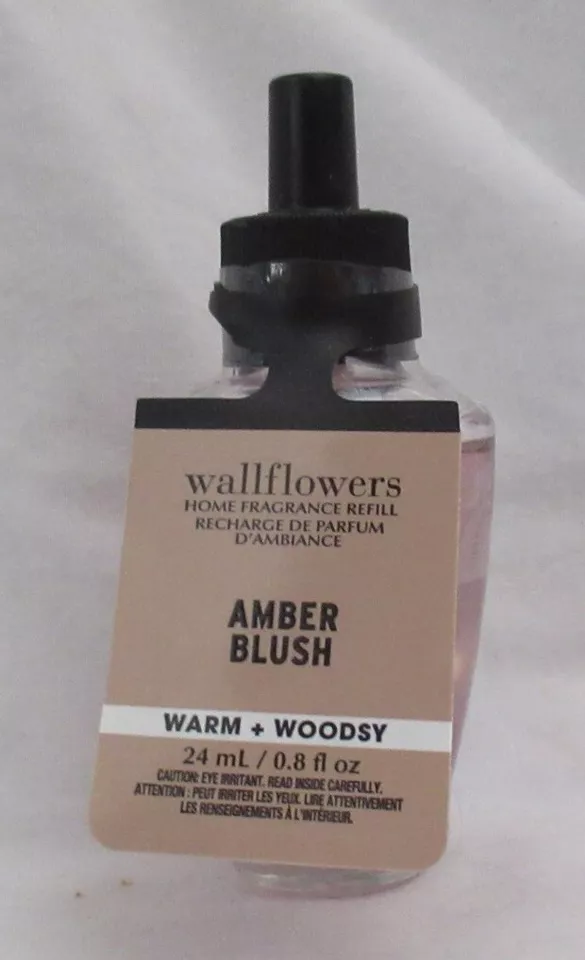 wallflowers
HOME FRAGRANCE REFILL
RECHARGE DE PARFUM
D'AMBIANCE
AMBER
BLUSH
WARM + WOODSY
24 mL / 0.8 fl oz
CAUTION: EYE IRRITANT. READ INSIDE CAREFULLY.
ATTENTION : PEUT IRRITER LES YEUX. LIRE ATTENTIVEMENT
LES RENSEIGNEMENTS À L'INTÉRIEUR.